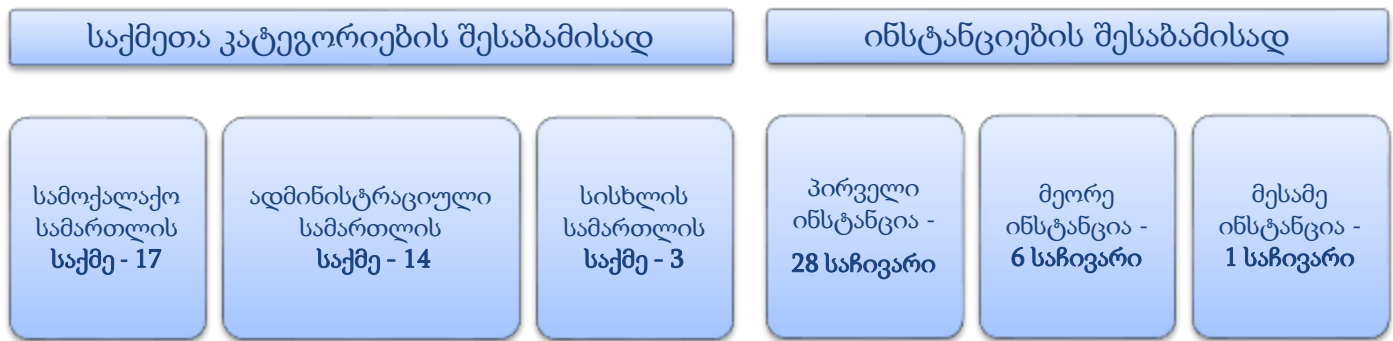 საქმეთა კატეგორიების შესაბამისად
სამოქალაქო
სამართლის
საქმე - 17
ადმინისტრაციული
სამართლის
საქმე - 14
სისხლის
სამართლის
საქმე - 3
ინსტანციების შესაბამისად
პირველი
ინსტანცია -
28 საჩივარი
მეორე
ინსტანცია -
6 საჩივარი
მესამე
ინსტანცია -
1 საჩივარი